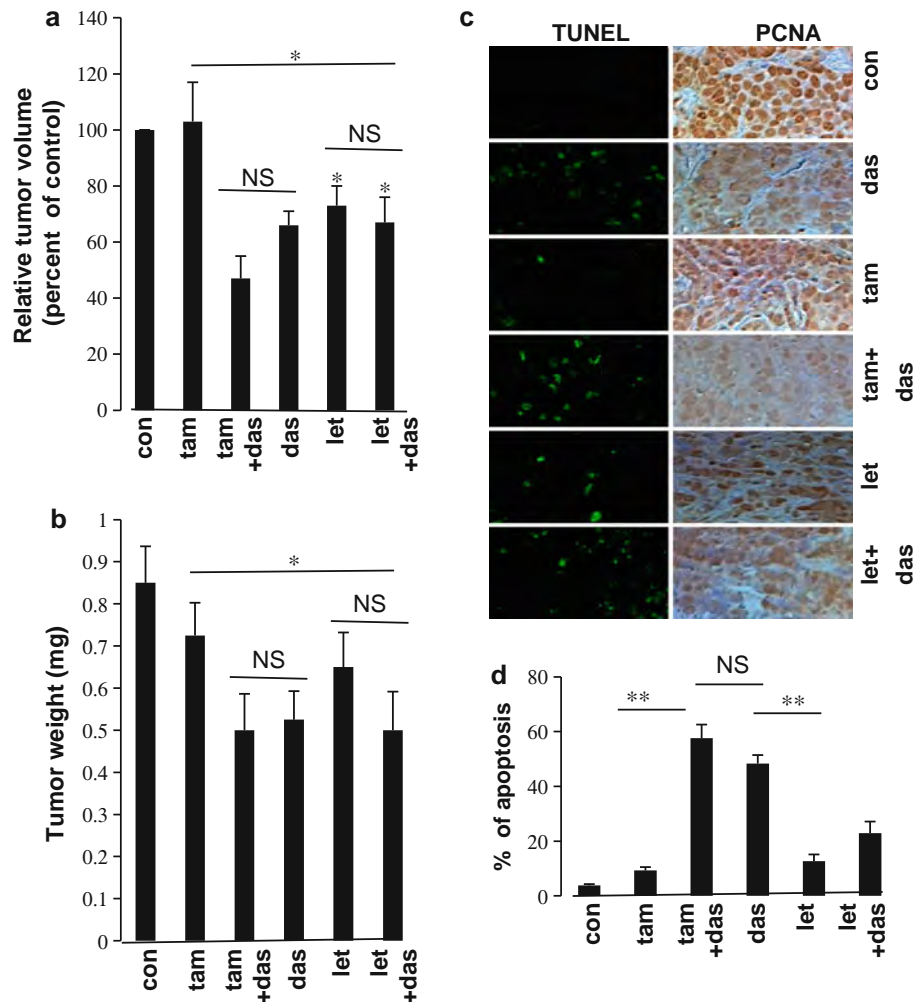 a
Relative tumor volume
(percent of control)
140
120
100
80
60
40
20
0
*
NS
NS
*
*
con
tam
tam
+das
das
let
let
+das
b
Tumor weight (mg)
1
0.9
0.8
0.7
0.6
0.5
0.4
0.3
0.2
0.1
0
*
NS
NS
con
tam
tam
+das
das
let
let
+das
c
TUNEL
PCNA
con
das
tam
tam+
das
let
let+
das
d
% of apoptosis
80
60
40
20
0
**
NS
**
con
tam
tam
+das
das
let
let
+das